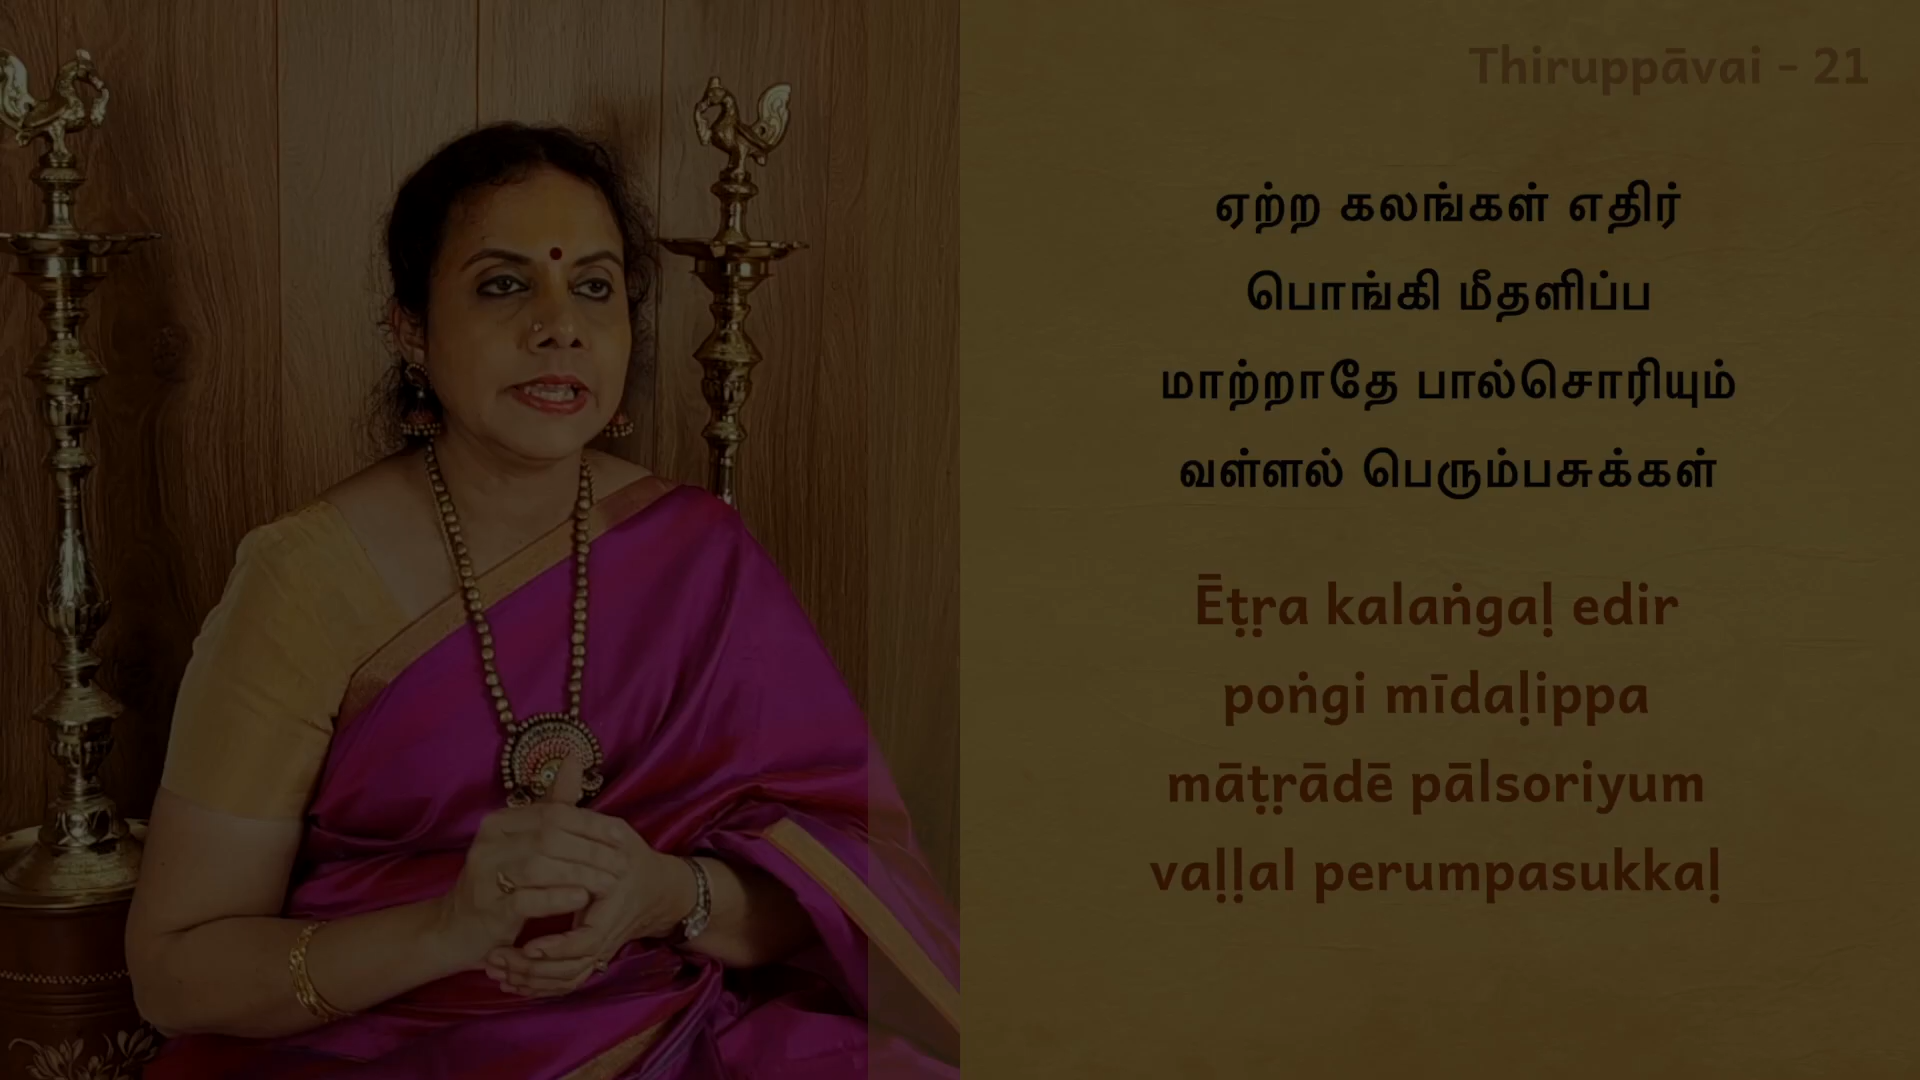 Thiruppāvai - 21
ஏற்ற கலங்கள் எதிர்
பொங்கி மீதளிப்ப
மாற்றாதே பால்சொரியும்
வள்ளல் பெரும்பசுக்கள்
Ēṭṛa kalaṅgaḷ edir
poṅgi mīdaḷippa
māṭṛādē pālsoriyum
vaḷḷal perumpasukkaḷ